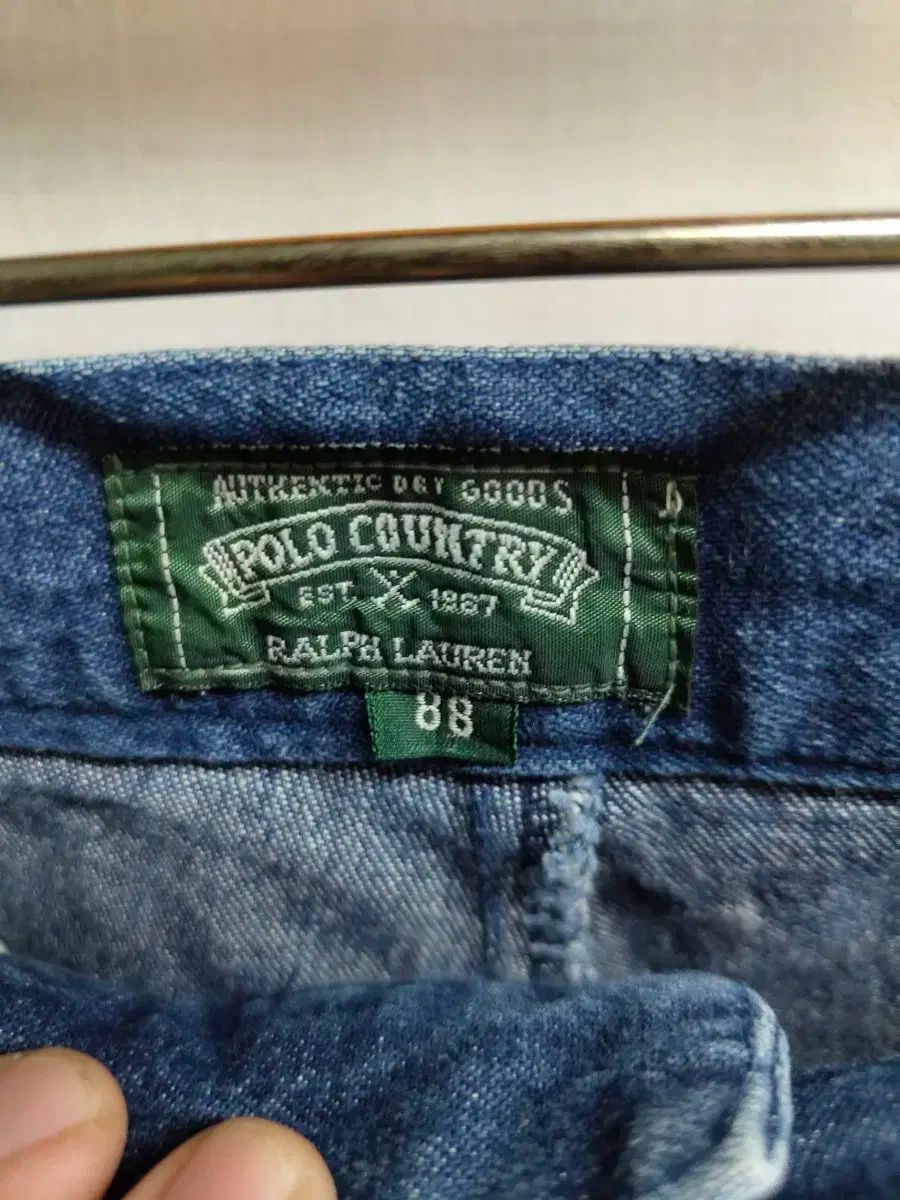 AUTHENTIC DRY GOODS
POLO COUNTRY
EST. 1967
RALPH LAUREN
88